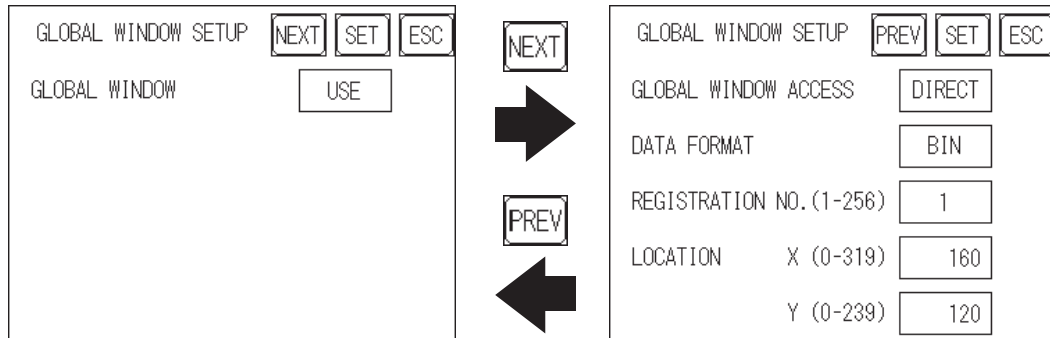 GLOBAL WINDOW SETUP NEXT SET ESC
GLOBAL WINDOW USE
NEXT
PREV
GLOBAL WINDOW SETUP PREV SET ESC
GLOBAL WINDOW ACCESS DIRECT
DATA FORMAT BIN
REGISTRATION NO.(1-256) 1
LOCATION X (0-319) 160
Y (0-239) 120